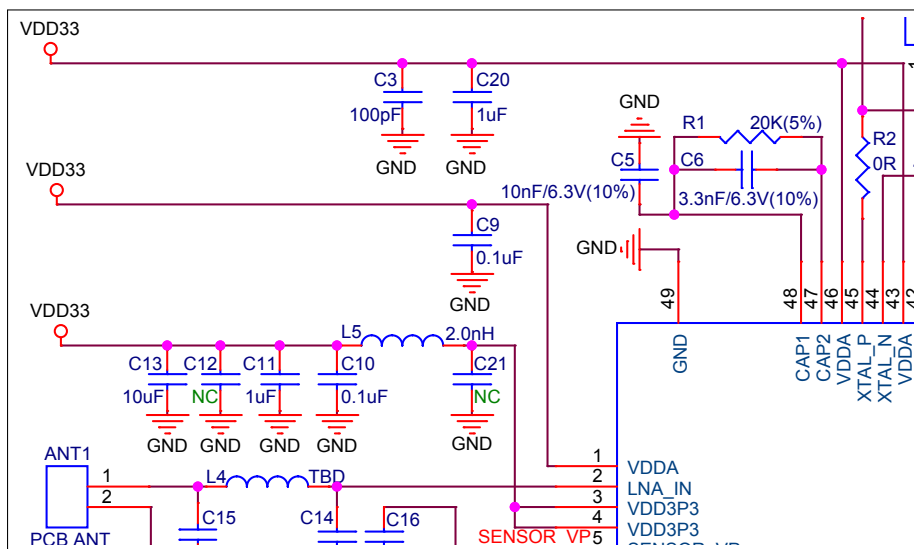 VDD33
C3
100pF
GND
C20
1uF
GND
GND
C5
10nF/6.3V(10%)
R1
20K(5%)
C6
3.3nF/6.3V(10%)
R2
0R
VDD33
C9
0.1uF
GND
GND
49
48
47
46
45
44
43
42
GND
CAP1
CAP2
VDDA
XTAL_P
XTAL_N
VDDA
VDD33
L5
2.0nH
C13
10uF
GND
C12
NC
GND
C11
1uF
GND
C10
0.1uF
GND
C21
NC
GND
ANT1
1
2
PCB ANT
L4
TBD
C15
C14
C16
1
VDDA
2
LNA_IN
3
VDD3P3
4
VDD3P3
SENSOR_VP
5
SENSOR_VP